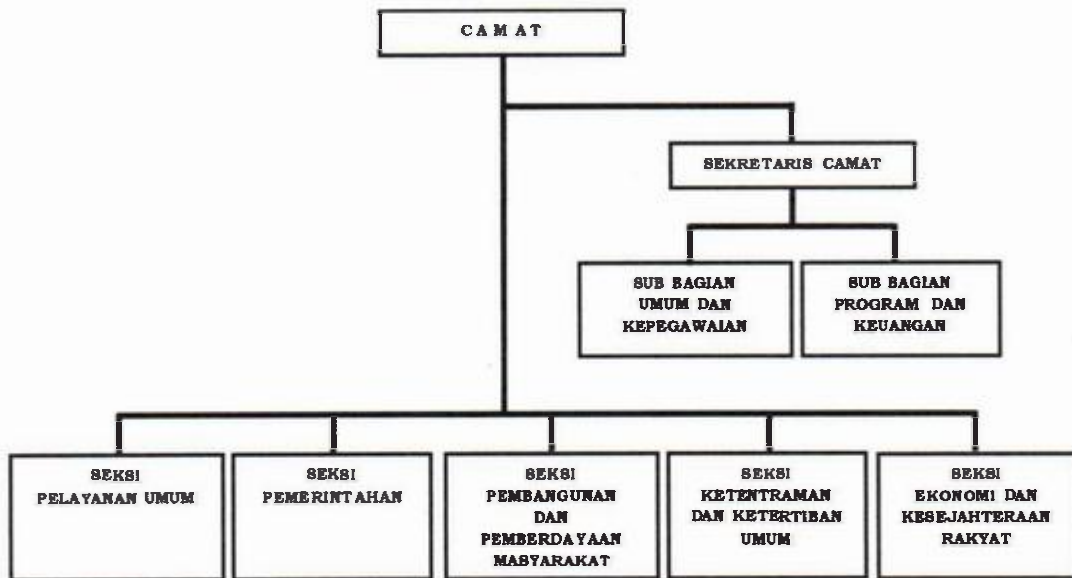 CAMAT
SEKRETARIS CAMAT
SUB BAGIAN
UMUM DAN
KEPEGAWAIAN
SUB BAGIAN
PROGRAM DAN
KEUANGAN
SEKSI
PELAYANAN UMUM
SEKSI
PEMERINTAHAN
SEKSI
PEMBANGUNAN
DAN
PEMBERDAYAAN
MASYARAKAT
SEKSI
KETENTRAMAN
DAN KETERTIBAN
UMUM
SEKSI
EKONOMI DAN
KESEJAHTERAAN
RAKYAT